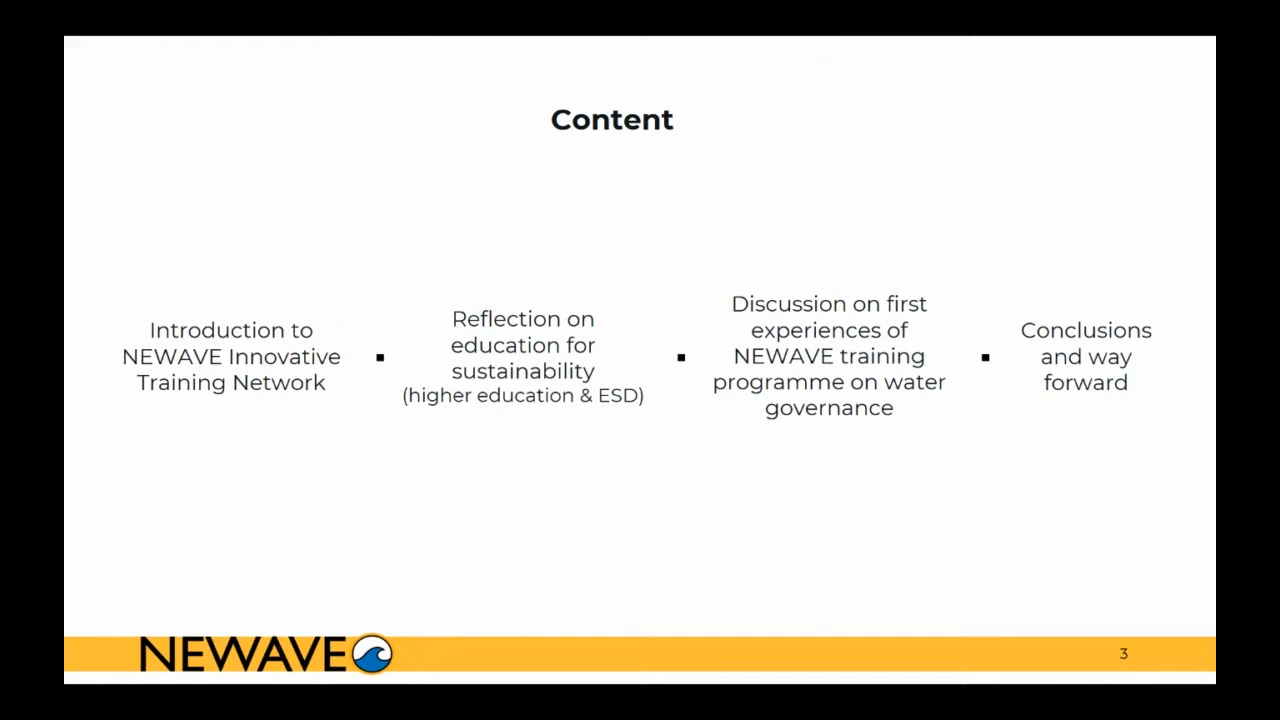 Content
Introduction to
NEWAVE Innovative
Training Network
Reflection on
education for
sustainability
(higher education & ESD)
Discussion on first
experiences of
NEWAVE training
programme on water
governance
Conclusions
and way
forward
NEWAVE
3